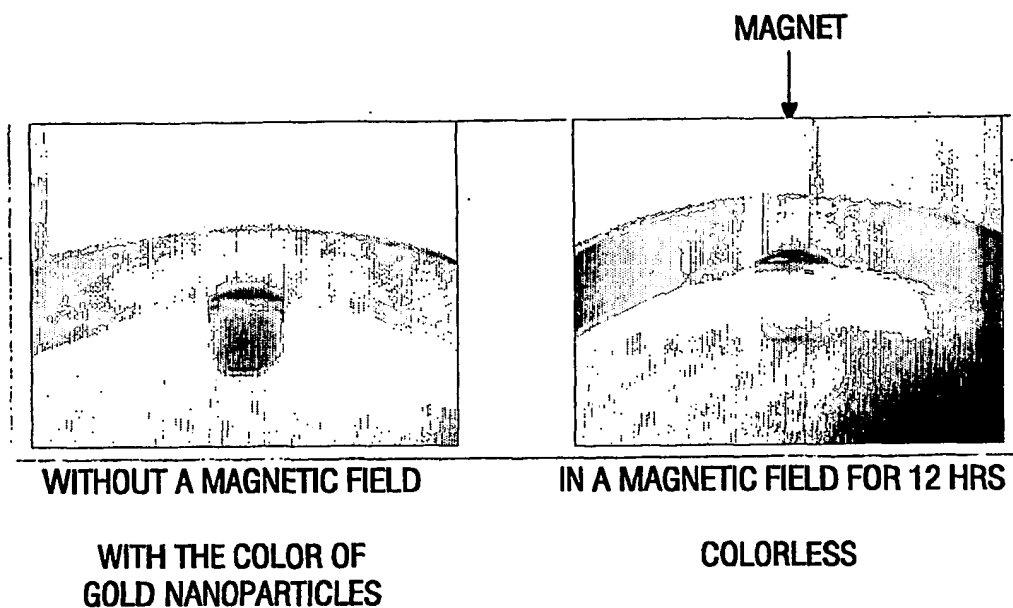 MAGNET
WITHOUT A MAGNETIC FIELD
IN A MAGNETIC FIELD FOR 12 HRS
WITH THE COLOR OF
GOLD NANOPARTICLES
COLORLESS